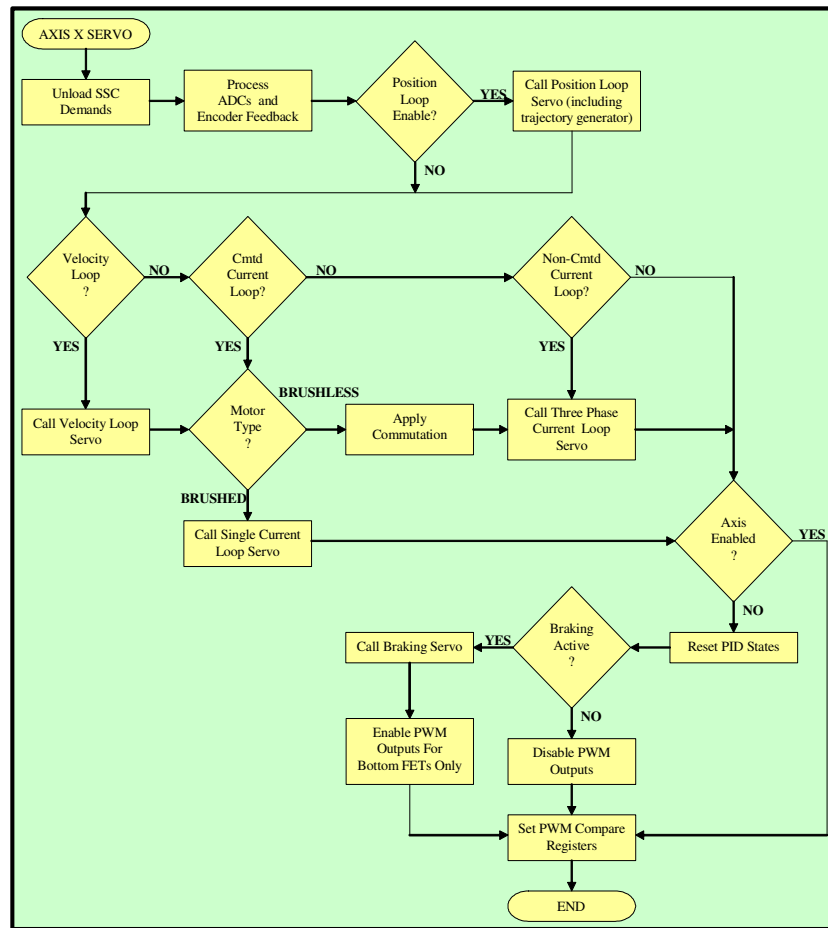 AXIS X SERVO
Unload SSC
Demands
Process
ADCs and
Encoder Feedback
Position
Loop
Enable?
YES
Call Position Loop
Servo (including
trajectory generator)
NO
Velocity
Loop
?
NO
Cmtd
Current
Loop?
NO
Non-Cmtd
Current
Loop?
NO
YES
YES
YES
Call Velocity Loop
Servo
Motor
Type
?
BRUSHLESS
Apply
Commutation
Call Three Phase
Current Loop
Servo
BRUSHED
Call Single Current
Loop Servo
Axis
Enabled
?
YES
NO
Reset PID States
Braking
Active
?
YES
Call Braking Servo
NO
Enable PWM
Outputs For
Bottom FETs Only
Disable PWM
Outputs
Set PWM Compare
Registers
END